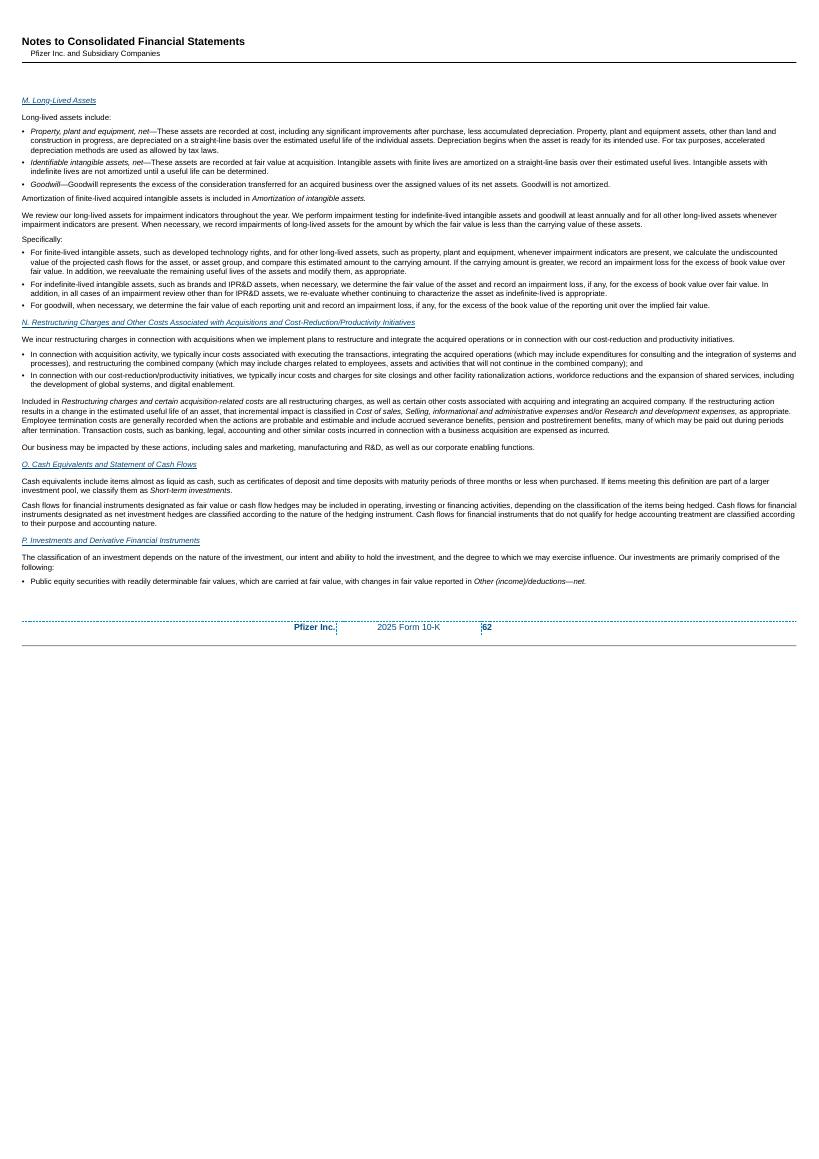 Notes to Consolidated Financial Statements
Pfizer Inc. and Subsidiary Companies
M. Long-Lived Assets
Long-lived assets include:
• Property, plant and equipment, net—These assets are recorded at cost, including any significant improvements after purchase, less accumulated depreciation. Property, plant and equipment assets, other than land and
construction in progress, are depreciated on a straight-line basis over the estimated useful life of the individual assets. Depreciation begins when the asset is ready for its intended use. For tax purposes, accelerated
depreciation methods are used as allowed by tax laws.
• Identifiable intangible assets, net—These assets are recorded at fair value at acquisition. Intangible assets with finite lives are amortized on a straight-line basis over their estimated useful lives. Intangible assets with
indefinite lives are not amortized until a useful life can be determined.
• Goodwill—Goodwill represents the excess of the consideration transferred for an acquired business over the assigned values of its net assets. Goodwill is not amortized.
Amortization of finite-lived acquired intangible assets is included in Amortization of intangible assets.
We review our long-lived assets for impairment indicators throughout the year. We perform impairment testing for indefinite-lived intangible assets and goodwill at least annually and for all other long-lived assets whenever
impairment indicators are present. When necessary, we record impairments of long-lived assets for the amount by which the fair value is less than the carrying value of these assets.
Specifically:
• For finite-lived intangible assets, such as developed technology rights, and for other long-lived assets, such as property, plant and equipment, whenever impairment indicators are present, we calculate the undiscounted
value of the projected cash flows for the asset, or asset group, and compare this estimated amount to the carrying amount. If the carrying amount is greater, we record an impairment loss for the excess of book value over
fair value. In addition, we reevaluate the remaining useful lives of the assets and modify them, as appropriate.
• For indefinite-lived intangible assets, such as brands and IPR&D assets, when necessary, we determine the fair value of the asset and record an impairment loss, if any, for the excess of book value over fair value. In
addition, in all cases of an impairment review other than for IPR&D assets, we re-evaluate whether continuing to characterize the asset as indefinite-lived is appropriate.
• For goodwill, when necessary, we determine the fair value of each reporting unit and record an impairment loss, if any, for the excess of the book value of the reporting unit over the implied fair value.
N. Restructuring Charges and Other Costs Associated with Acquisitions and Cost-Reduction/Productivity Initiatives
We incur restructuring charges in connection with acquisitions when we implement plans to restructure and integrate the acquired operations or in connection with our cost-reduction and productivity initiatives.
• In connection with acquisition activity, we typically incur costs associated with executing the transactions, integrating the acquired operations (which may include expenditures for consulting and the integration of systems and
processes), and restructuring the combined company (which may include charges related to employees, assets and activities that will not continue in the combined company); and
• In connection with our cost-reduction/productivity initiatives, we typically incur costs and charges for site closings and other facility rationalization actions, workforce reductions and the expansion of shared services, including
the development of global systems, and digital enablement.
Included in Restructuring charges and certain acquisition-related costs are all restructuring charges, as well as certain other costs associated with acquiring and integrating an acquired company. If the restructuring action
results in a change in the estimated useful life of an asset, that incremental impact is classified in Cost of sales, Selling, informational and administrative expenses and/or Research and development expenses, as appropriate.
Employee termination costs are generally recorded when the actions are probable and estimable and include accrued severance benefits, pension and postretirement benefits, many of which may be paid out during periods
after termination. Transaction costs, such as banking, legal, accounting and other similar costs incurred in connection with a business acquisition are expensed as incurred.
Our business may be impacted by these actions, including sales and marketing, manufacturing and R&D, as well as our corporate enabling functions.
O. Cash Equivalents and Statement of Cash Flows
Cash equivalents include items almost as liquid as cash, such as certificates of deposit and time deposits with maturity periods of three months or less when purchased. If items meeting this definition are part of a larger
investment pool, we classify them as Short-term investments.
Cash flows for financial instruments designated as fair value or cash flow hedges may be included in operating, investing or financing activities, depending on the classification of the items being hedged. Cash flows for financial
instruments designated as net investment hedges are classified according to the nature of the hedging instrument. Cash flows for financial instruments that do not qualify for hedge accounting treatment are classified according
to their purpose and accounting nature.
P. Investments and Derivative Financial Instruments
The classification of an investment depends on the nature of the investment, our intent and ability to hold the investment, and the degree to which we may exercise influence. Our investments are primarily comprised of the
following:
• Public equity securities with readily determinable fair values, which are carried at fair value, with changes in fair value reported in Other (income)/deductions—net.
Pfizer Inc. 2025 Form 10-K 62